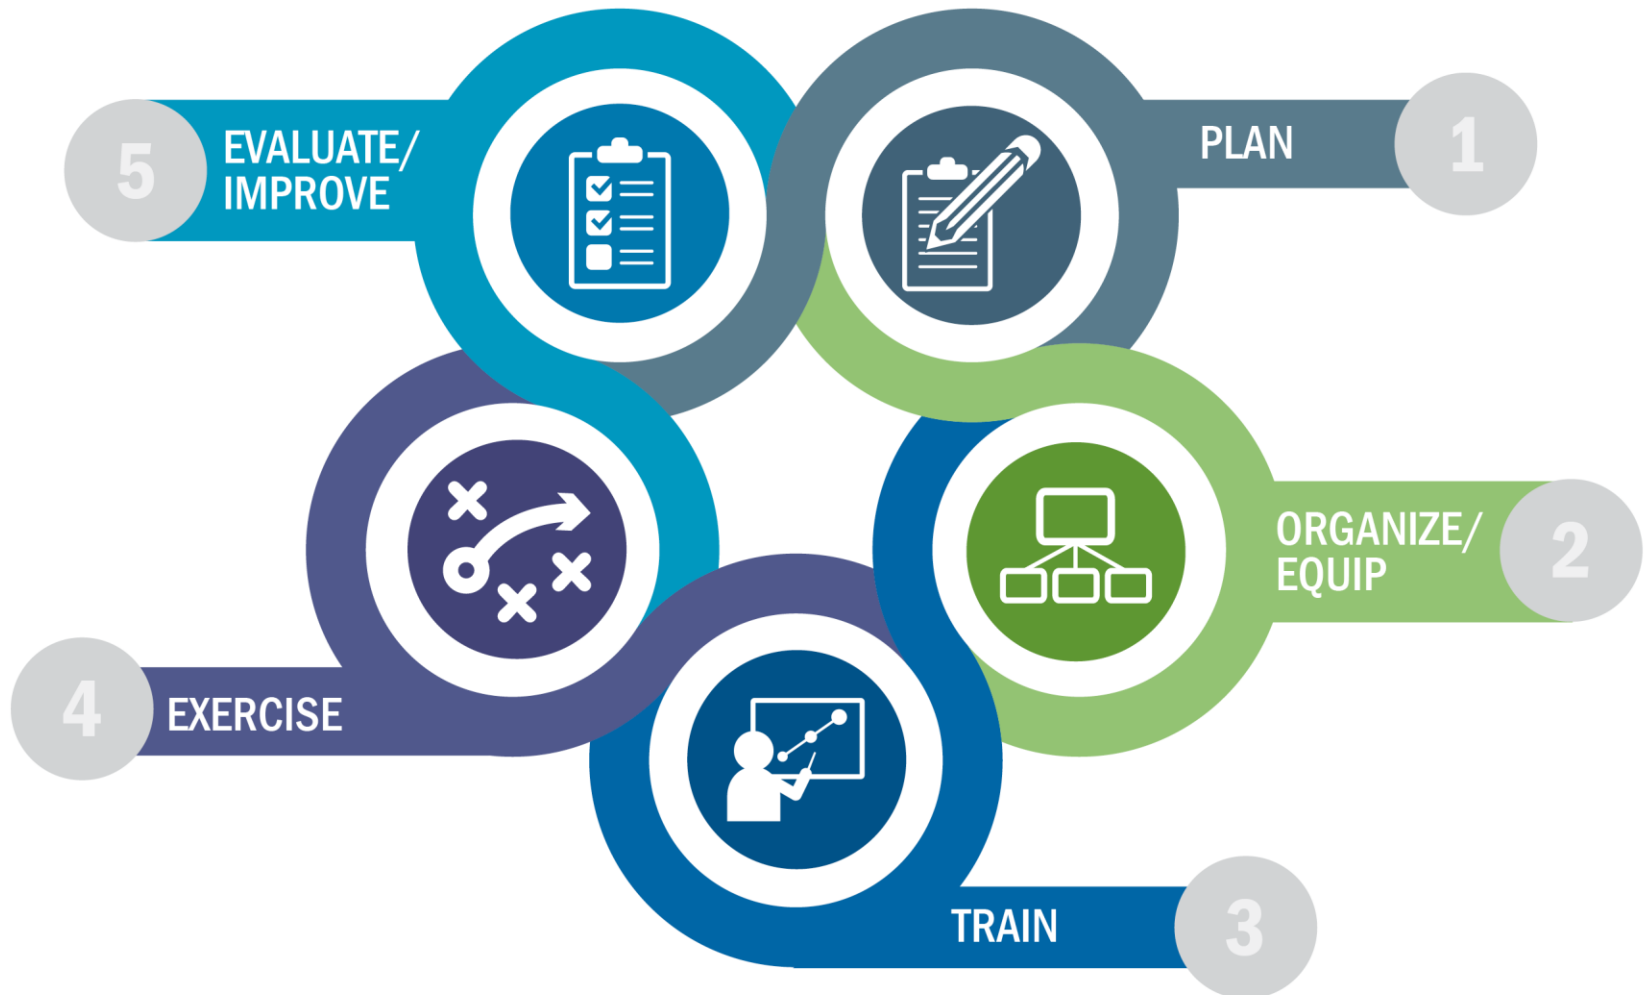 PLAN
1
ORGANIZE/
EQUIP
2
TRAIN
3
EXERCISE
4
EVALUATE/
IMPROVE
5